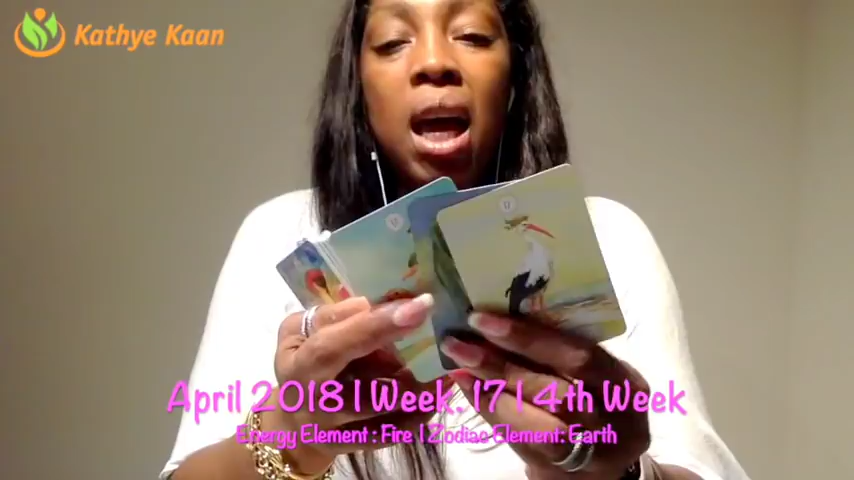 Kathye Kaan
April 2018 | Week. 17 | 4th Week
Energy Element : Fire | Zodiac Element: Earth